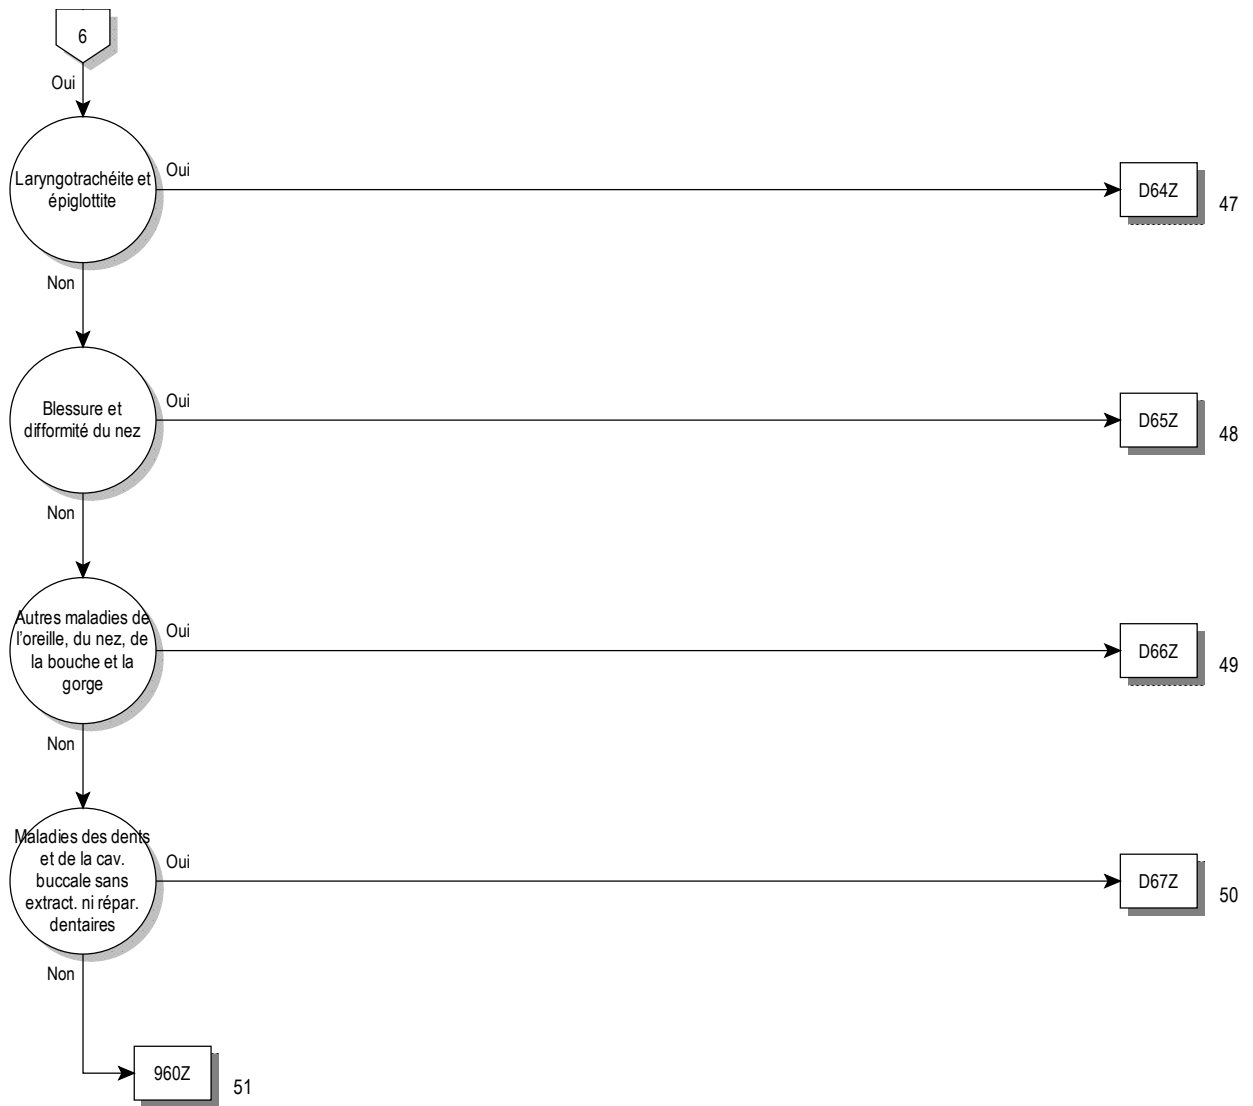 6
Oui
Laryngotrachéite et
épiglottite
Oui
D64Z
47
Non
Blessure et
difformité du nez
Oui
D65Z
48
Non
Autres maladies de
l'oreille, du nez, de
la bouche et la
gorge
Oui
D66Z
49
Non
Maladies des dents
et de la cav.
buccale sans
extract. ni répar.
dentaires
Oui
D67Z
50
Non
960Z
51